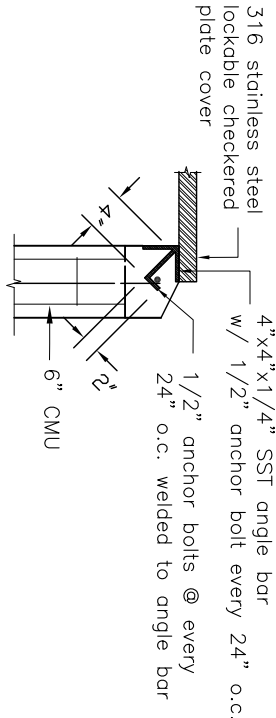 316 stainless steel
lockable checkered
plate cover
4"x4"x1/4" SST angle bar
w/ 1/2" anchor bolt every 24" o.c.
1/2" anchor bolts @ every
24" o.c. welded to angle bar
4"
2"
6" CMU